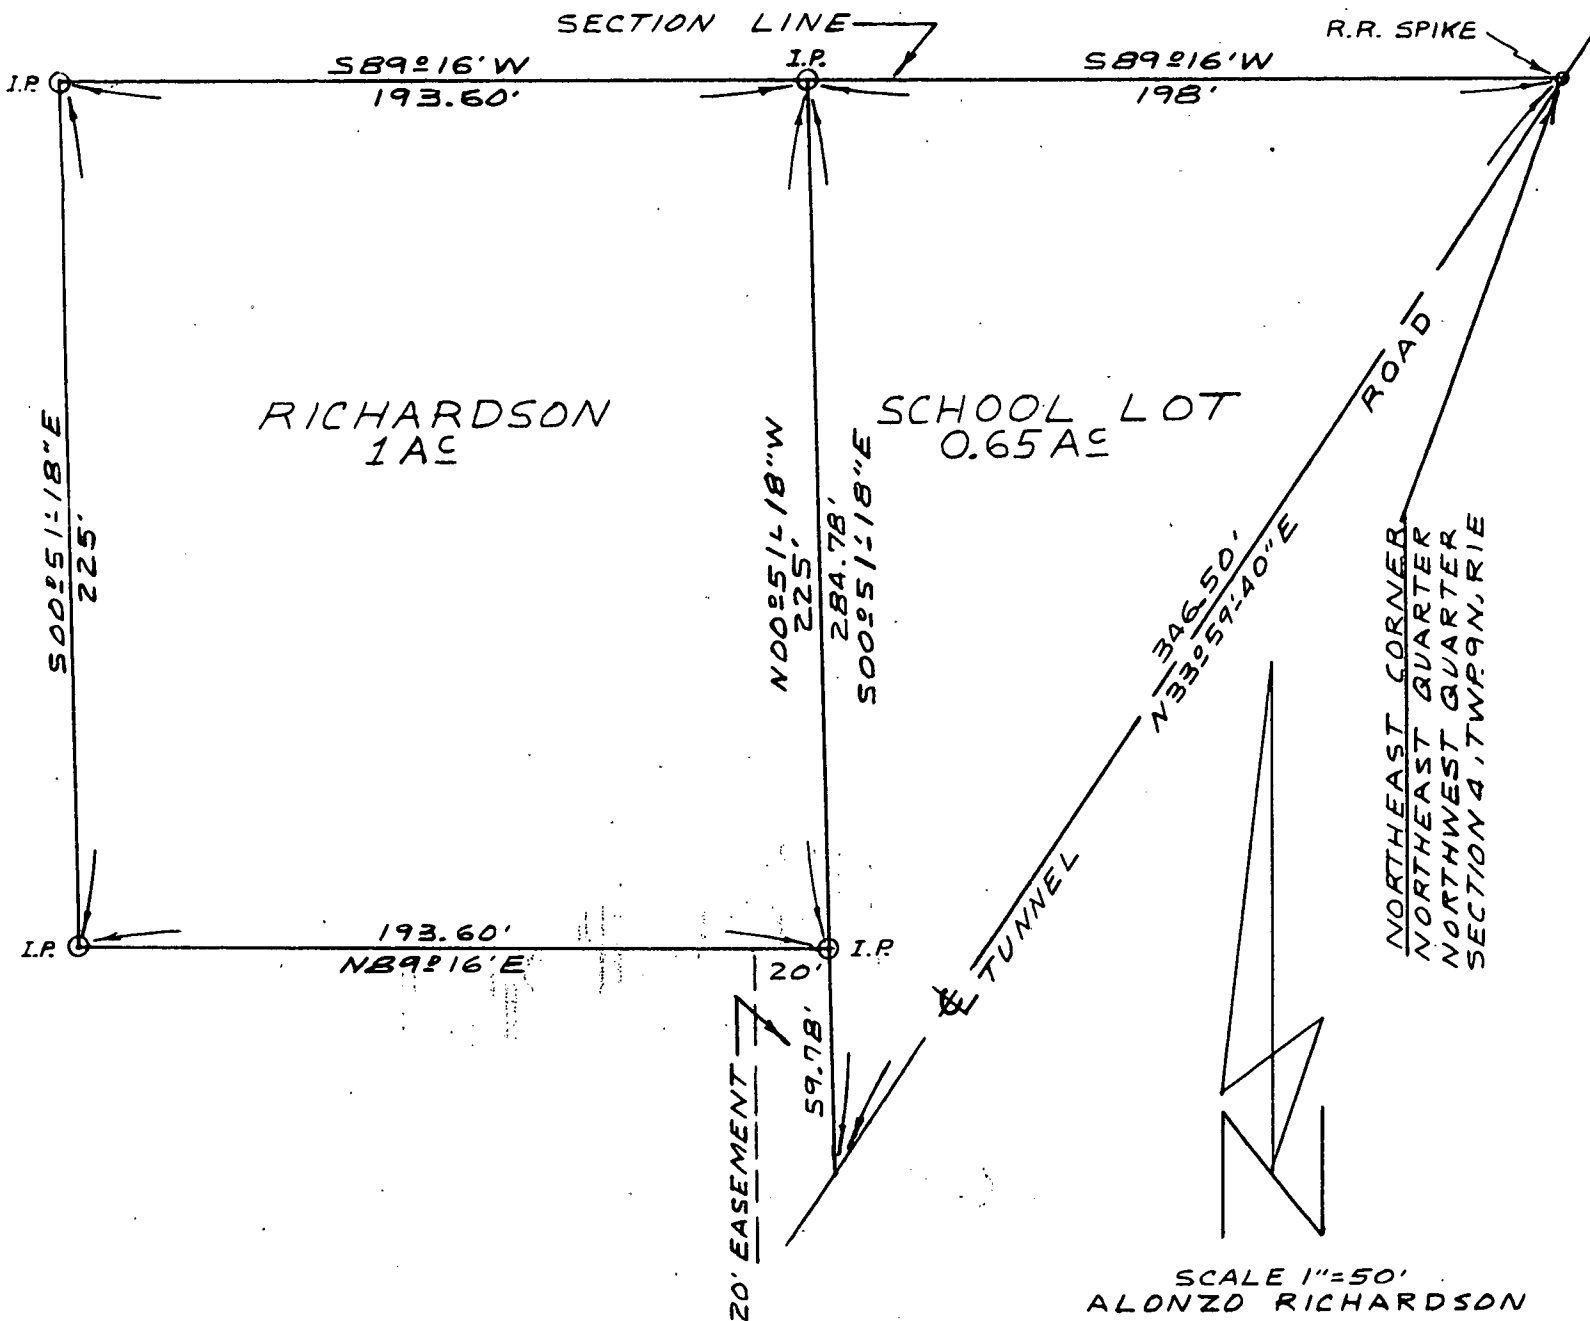 SECTION LINE
R.R. SPIKE
I.P.
S89°16'W
193.60'
I.P.
S89°16'W
198'
RICHARDSON
1 Ac
SCHOOL LOT
0.65 Ac
S00°51'-18"E
225'
N00°51'-18"W
225'
284.78'
S00°51'-18"E
ROAD
346.50'
N33°59'-40"E
TUNNEL
NORTHEAST CORNER
NORTHEAST QUARTER
NORTHWEST QUARTER
SECTION 4, TWP.9N, R1E
I.P.
193.60'
N89°16'E
I.P.
20'
59.78'
20' EASEMENT
N
SCALE 1"=50'
ALONZO RICHARDSON